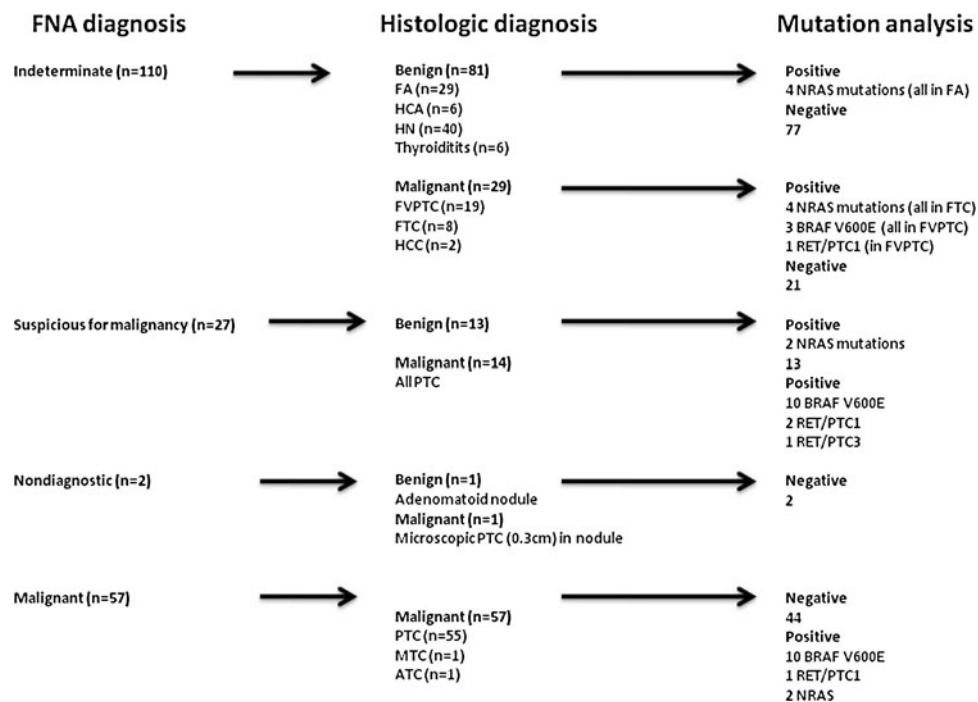 FNA diagnosis
Histologic diagnosis
Mutation analysis
Indeterminate (n=110)
Benign (n=81)
FA (n=29)
HCA (n=6)
HN (n=40)
Thyroiditits (n=6)
Positive
4 NRAS mutations (all in FA)
Negative
77
Malignant (n=29)
FVPTC (n=19)
FTC (n=8)
HCC (n=2)
Positive
4 NRAS mutations (all in FTC)
3 BRAF V600E (all in FVPTC)
1 RET/PTC1 (in FVPTC)
Negative
21
Suspicious for malignancy (n=27)
Benign (n=13)
Malignant (n=14)
All PTC
Positive
2 NRAS mutations
13
Positive
10 BRAF V600E
2 RET/PTC1
1 RET/PTC3
Nondiagnostic (n=2)
Benign (n=1)
Adenomatoid nodule
Malignant (n=1)
Microscopic PTC (0.3cm) in nodule
Negative
2
Malignant (n=57)
Malignant (n=57)
PTC (n=55)
MTC (n=1)
ATC (n=1)
Negative
44
Positive
10 BRAF V600E
1 RET/PTC1
2 NRAS